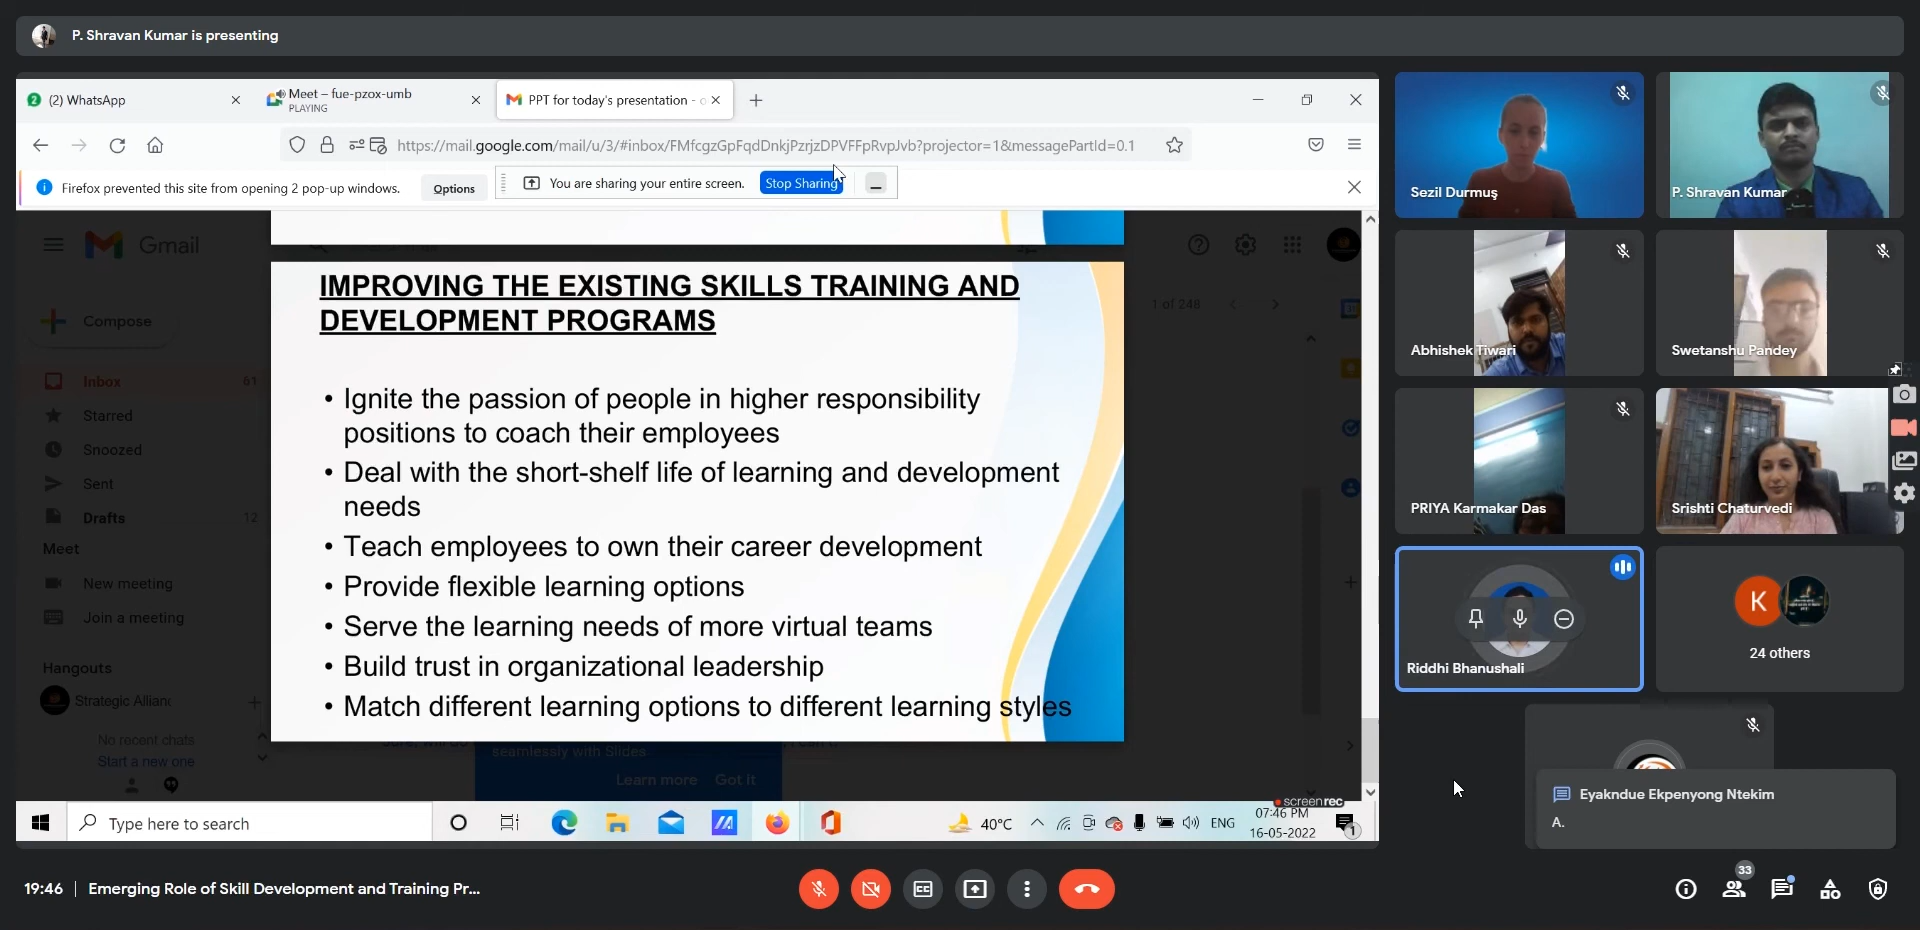 P. Shravan Kumar is presenting
(2) WhatsApp
Meet – fue-pzox-umb
PLAYING
PPT for today's presentation -
https://mail.google.com/mail/u/3/#inbox/FMfcgzGpFqdDnkjPzrjzDPVFFpRvpJvb?projector=1&messagePartId=0.1
Firefox prevented this site from opening 2 pop-up windows.
Options
You are sharing your entire screen.
Stop Sharing
Gmail
1 of 248
Compose
Inbox 61
Starred
Snoozed
Sent
Drafts 12
Meet
New meeting
Join a meeting
Hangouts
Strategic Allianc
No recent chats
Start a new one
IMPROVING THE EXISTING SKILLS TRAINING AND
DEVELOPMENT PROGRAMS
• Ignite the passion of people in higher responsibility
positions to coach their employees
• Deal with the short-shelf life of learning and development
needs
• Teach employees to own their career development
• Provide flexible learning options
• Serve the learning needs of more virtual teams
• Build trust in organizational leadership
• Match different learning options to different learning styles
seamlessly with Slides
Learn more Got it
Type here to search
40°C
ENG
07:46 PM
16-05-2022
1
screenrec
Sezil Durmuş
P. Shravan Kumar
Abhishek Tiwari
Swetanshu Pandey
PRIYA Karmakar Das
Srishti Chaturvedi
Riddhi Bhanushali
K
24 others
Eyakndue Ekpenyong Ntekim
A.
19:46 | Emerging Role of Skill Development and Training Pr...
33